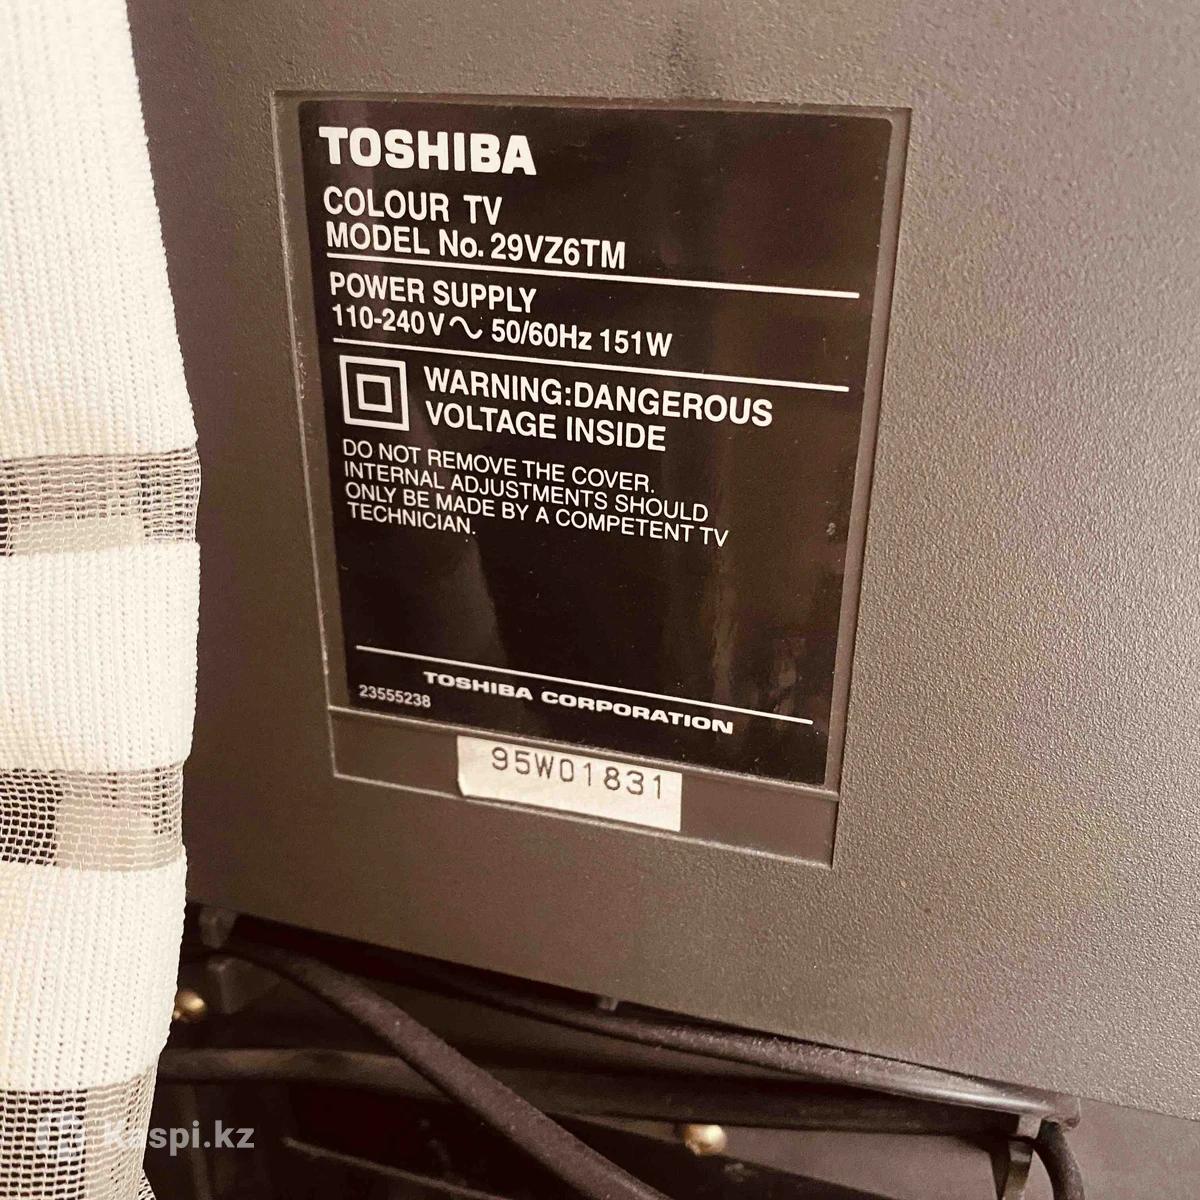 TOSHIBA
COLOUR TV
MODEL No. 29VZ6TM
POWER SUPPLY
110-240V~ 50/60Hz 151W
WARNING:DANGEROUS
VOLTAGE INSIDE
DO NOT REMOVE THE COVER.
INTERNAL ADJUSTMENTS SHOULD
ONLY BE MADE BY A COMPETENT TV
TECHNICIAN.
TOSHIBA CORPORATION
23555238
95W01831
Kaspi.kz